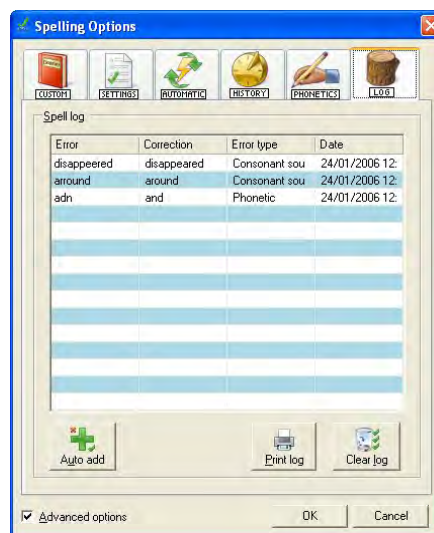 Spelling Options
CUSTOM SETTINGS AUTOMATIC HISTORY PHONETICS LOG
Spell log
Error Correction Error type Date
disappeered disappeared Consonant sou 24/01/2006 12:
arround around Consonant sou 24/01/2006 12:
adn and Phonetic 24/01/2006 12:
Auto add Print log Clear log
Advanced options OK Cancel